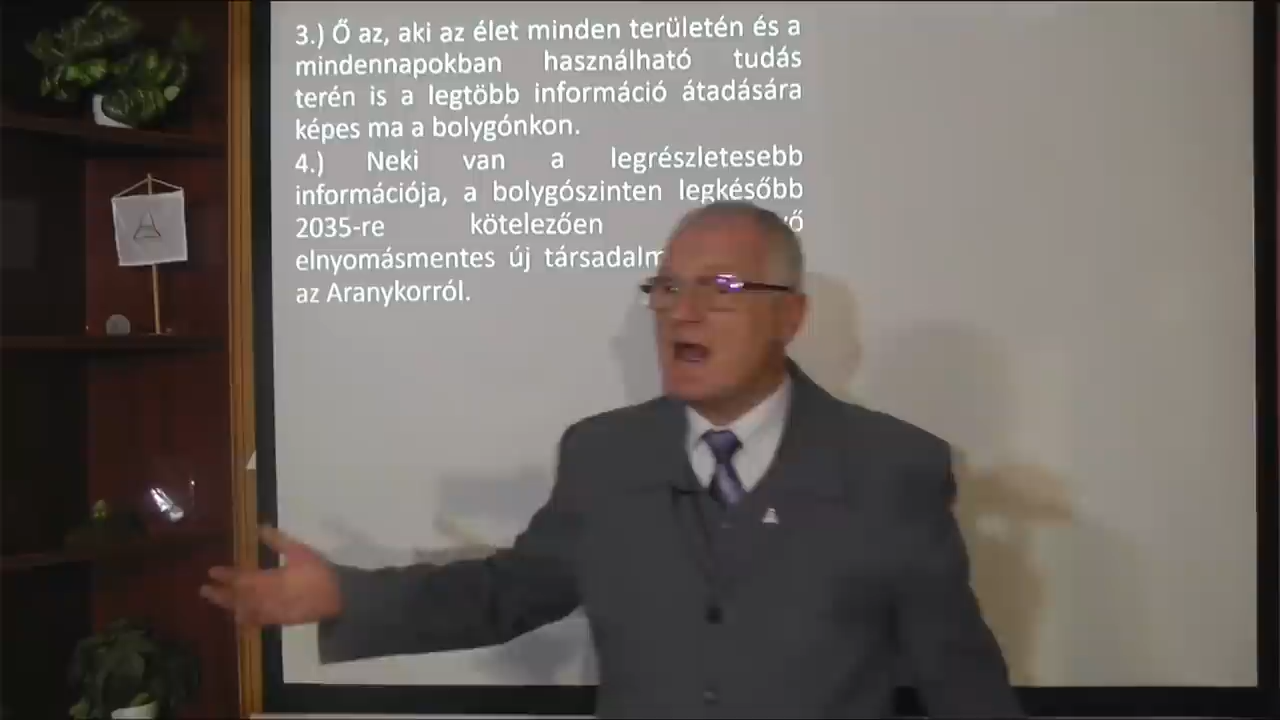 3.) Ő az, aki az élet minden területén és a
mindennapokban használható tudás
terén is a legtöbb információ átadására
képes ma a bolygónkon.
4.) Neki van a legrészletesebb
információja, a bolygószinten legkésőbb
2035-re kötelezően
elnyomásmentes új
az Aranykorról.